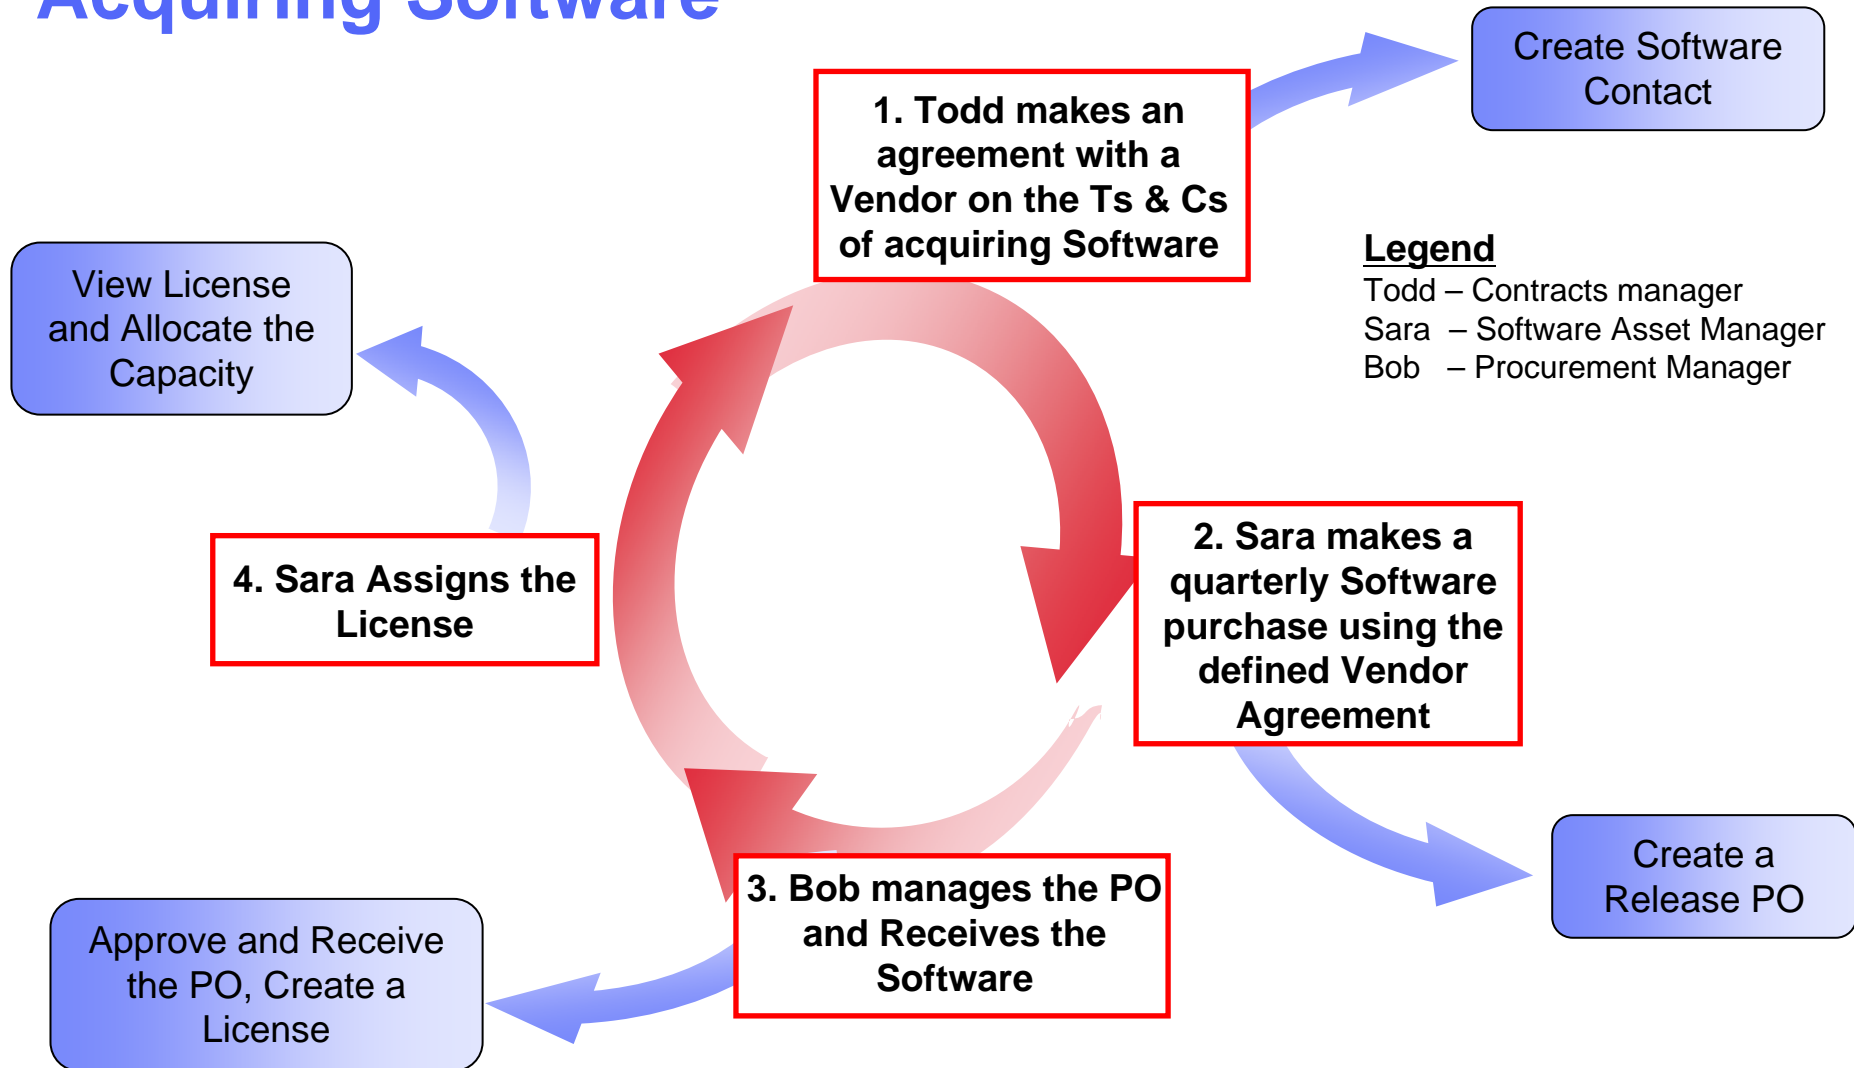 Acquiring Software
Create Software
Contact
1. Todd makes an
agreement with a
Vendor on the Ts & Cs
of acquiring Software
Legend
Todd – Contracts manager
Sara – Software Asset Manager
Bob – Procurement Manager
View License
and Allocate the
Capacity
2. Sara makes a
quarterly Software
purchase using the
defined Vendor
Agreement
4. Sara Assigns the
License
Create a
Release PO
3. Bob manages the PO
and Receives the
Software
Approve and Receive
the PO, Create a
License